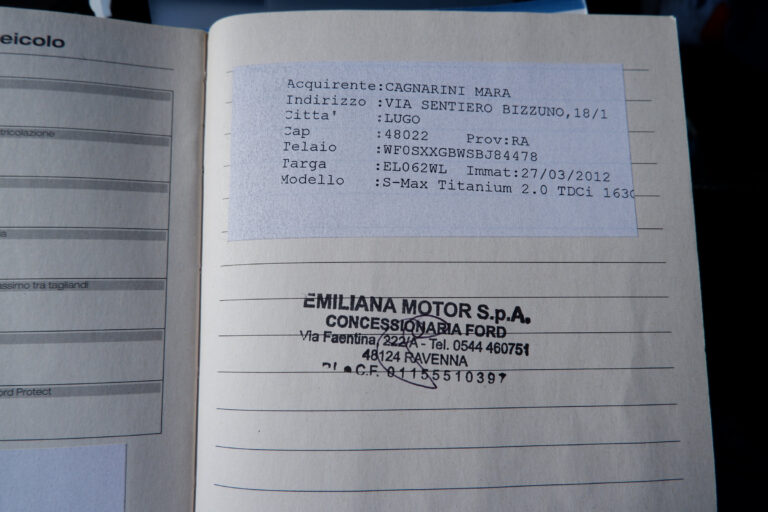 eicolo
tricolazione
a
assimo tra tagliandi
ord Protect
Acquirente:CAGNARINI MARA
Indirizzo :VIA SENTIERO BIZZUNO,18/1
Citta' :LUGO
Cap :48022 Prov:RA
Telaio :WF0SXXGBWSBJ84478
Targa :EL062WL Immat:27/03/2012
Modello :S-Max Titanium 2.0 TDCi 163
EMILIANA MOTOR S.p.A.
CONCESSIONARIA FORD
Via Faentina, 222/A - Tel. 0544 460751
48124 RAVENNA
C.F. 01155510397